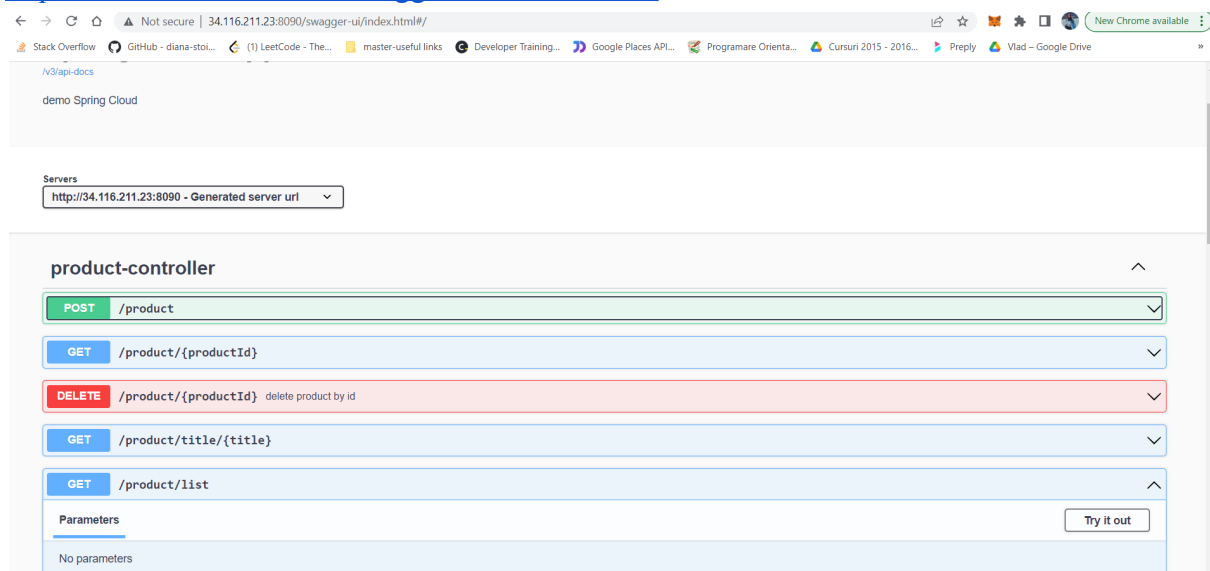 Not secure | 34.116.211.23:8090/swagger-ui/index.html#/ New Chrome available
Stack Overflow GitHub - diana-stoi... (1) LeetCode - The... master-useful links Developer Training... Google Places API... Programare Orienta... Cursuri 2015 - 2016... Preply Vlad – Google Drive »
/v3/api-docs
demo Spring Cloud
Servers
http://34.116.211.23:8090 - Generated server url
product-controller
POST /product
GET /product/{productId}
DELETE /product/{productId} delete product by id
GET /product/title/{title}
GET /product/list
Parameters Try it out
No parameters